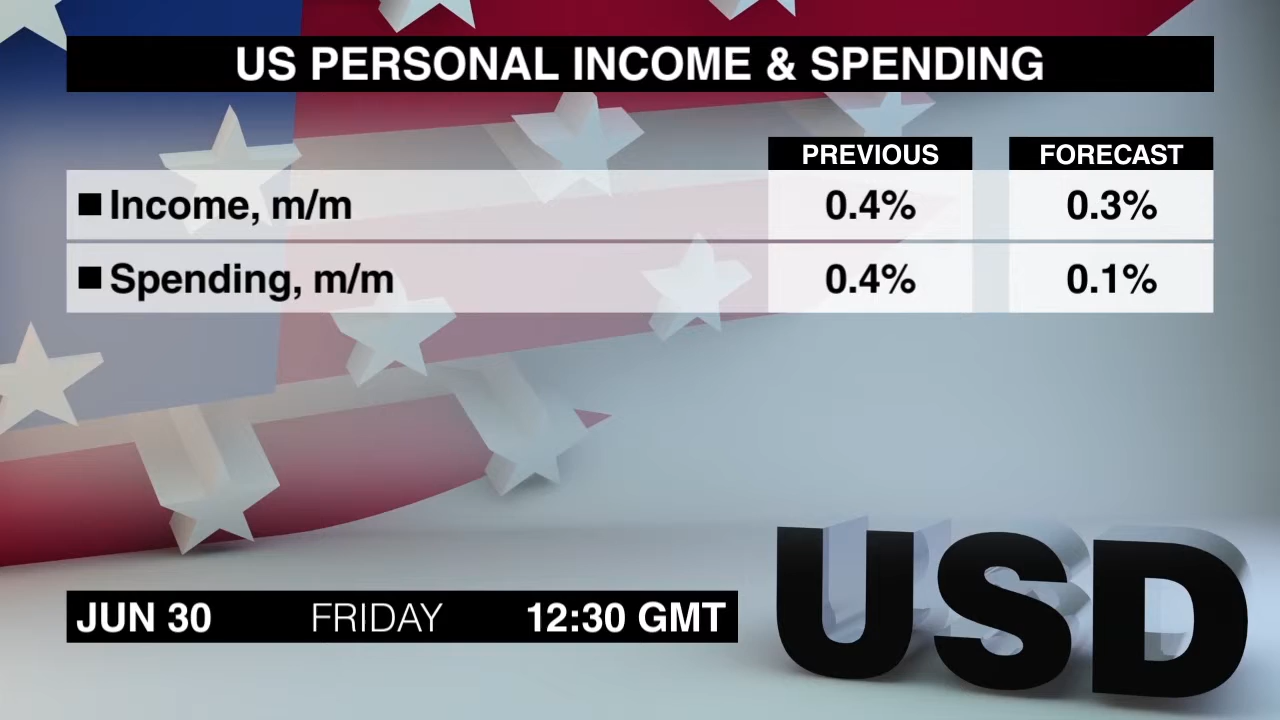 US PERSONAL INCOME & SPENDING
PREVIOUS FORECAST
Income, m/m 0.4% 0.3%
Spending, m/m 0.4% 0.1%
JUN 30 FRIDAY 12:30 GMT
USD